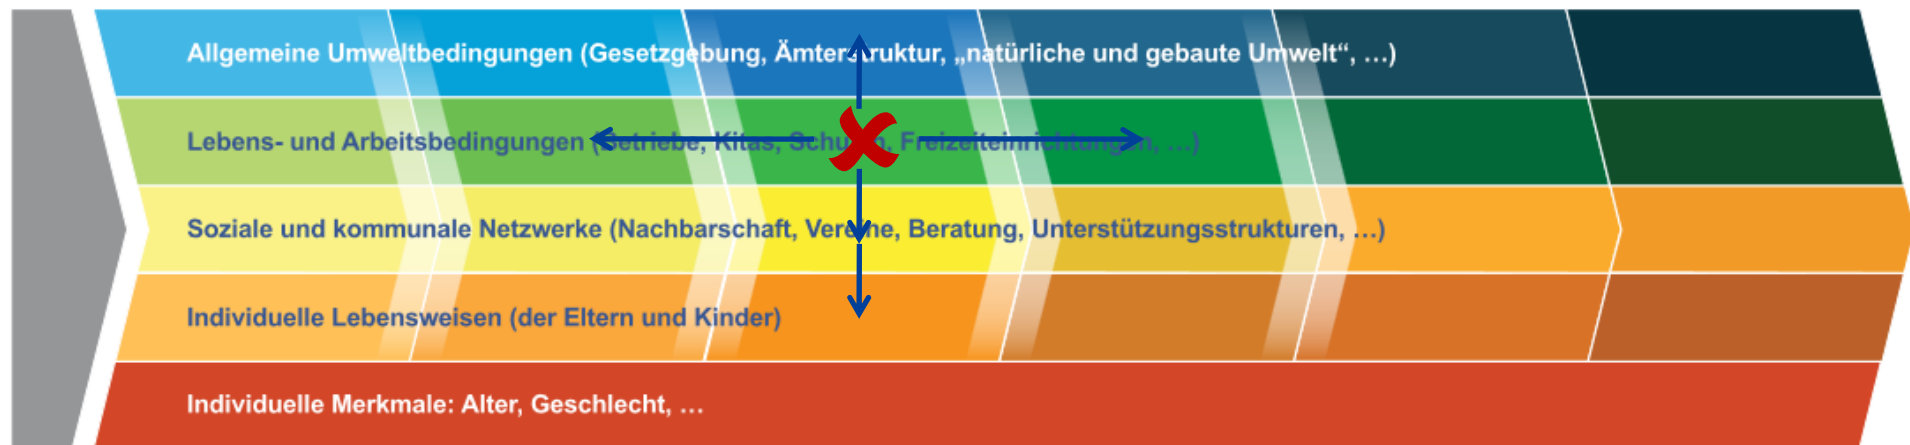 Allgemeine Umweltbedingungen (Gesetzgebung, Ämterstruktur, „natürliche und gebaute Umwelt“, …)
Lebens- und Arbeitsbedingungen (Betriebe, Kitas, Schulen, Freizeiteinrichtungen, …)
Soziale und kommunale Netzwerke (Nachbarschaft, Vereine, Beratung, Unterstützungsstrukturen, …)
Individuelle Lebensweisen (der Eltern und Kinder)
Individuelle Merkmale: Alter, Geschlecht, …